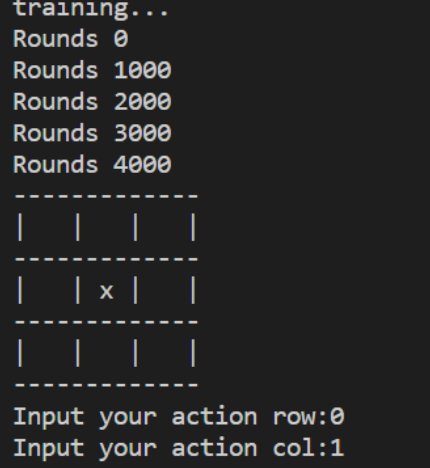 training...
Rounds 0
Rounds 1000
Rounds 2000
Rounds 3000
Rounds 4000
-------------
|   |   |   |
-------------
|   | x |   |
-------------
|   |   |   |
-------------
Input your action row:0
Input your action col:1